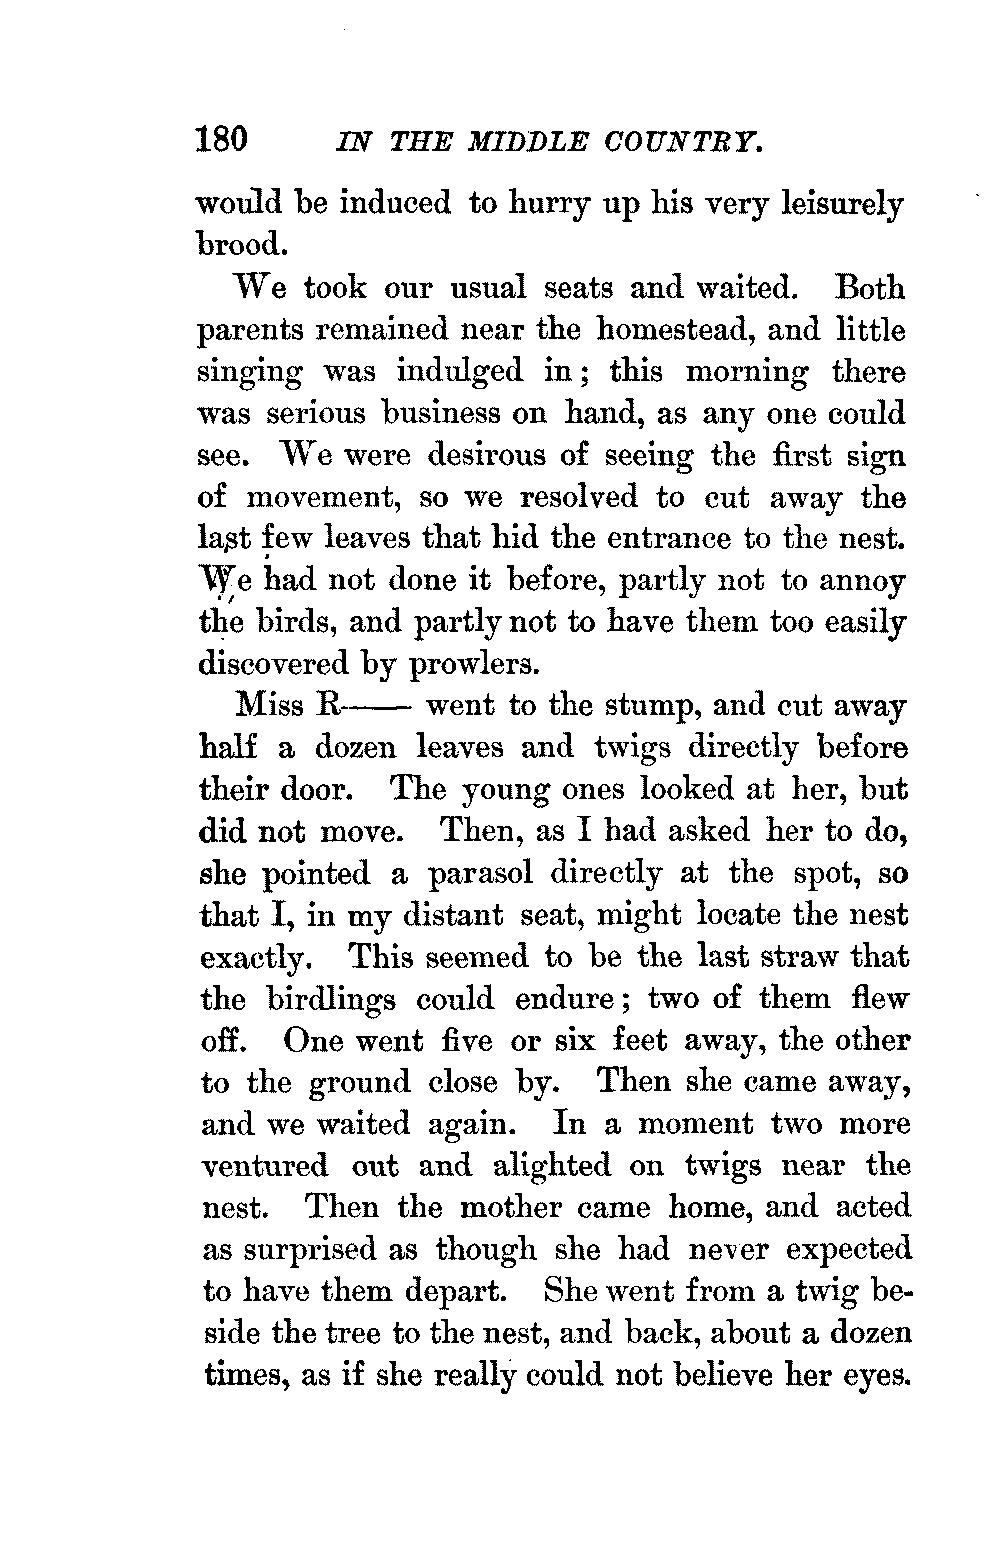 180 IN THE MIDDLE COUNTRY.
would be induced to hurry up his very leisurely
brood.
We took our usual seats and waited. Both
parents remained near the homestead, and little
singing was indulged in; this morning there
was serious business on hand, as any one could
see. We were desirous of seeing the first sign
of movement, so we resolved to cut away the
last few leaves that hid the entrance to the nest.
We had not done it before, partly not to annoy
the birds, and partly not to have them too easily
discovered by prowlers.
Miss R—— went to the stump, and cut away
half a dozen leaves and twigs directly before
their door. The young ones looked at her, but
did not move. Then, as I had asked her to do,
she pointed a parasol directly at the spot, so
that I, in my distant seat, might locate the nest
exactly. This seemed to be the last straw that
the birdlings could endure; two of them flew
off. One went five or six feet away, the other
to the ground close by. Then she came away,
and we waited again. In a moment two more
ventured out and alighted on twigs near the
nest. Then the mother came home, and acted
as surprised as though she had never expected
to have them depart. She went from a twig be-
side the tree to the nest, and back, about a dozen
times, as if she really could not believe her eyes.